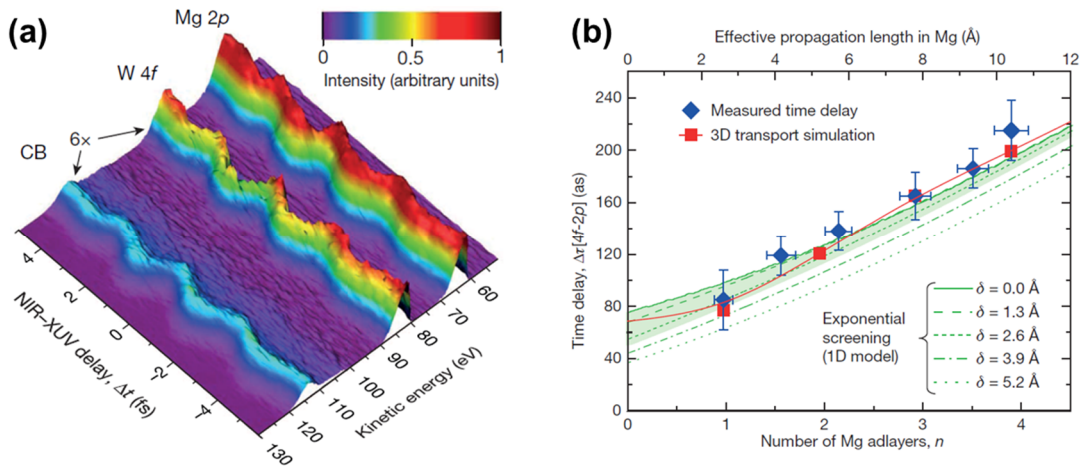 (a)
Mg 2p
W 4f
6×
CB
0 0.5 1
Intensity (arbitrary units)
4
2
0
–2
–4
NIR–XUV delay, Δt (fs)
60
70
80
90
100
110
120
130
Kinetic energy (eV)
(b)
Effective propagation length in Mg (Å)
0 2 4 6 8 10 12
240
200
160
120
80
40
0
Time delay, Δτ[4f-2p] (as)
Measured time delay
3D transport simulation
Exponential
screening
(1D model)
δ = 0.0 Å
δ = 1.3 Å
δ = 2.6 Å
δ = 3.9 Å
δ = 5.2 Å
0 1 2 3 4
Number of Mg adlayers, n